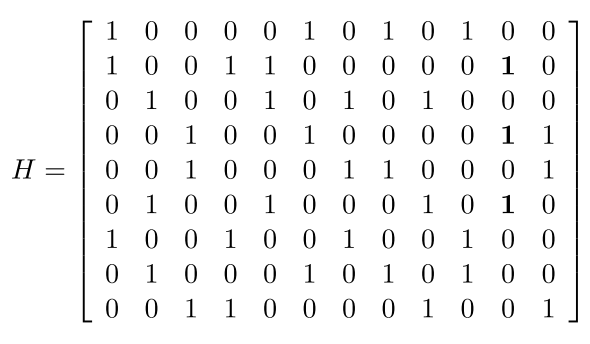 1 0 0 0 0 1 0 1 0 1 0 0
1 0 0 1 1 0 0 0 0 0 1 0
0 1 0 0 1 0 1 0 1 0 0 0
H = 0 0 1 0 0 1 0 0 0 0 1 1
0 0 1 0 0 0 1 1 0 0 0 1
0 1 0 0 1 0 0 0 1 0 1 0
1 0 0 1 0 0 1 0 0 1 0 0
0 1 0 0 0 1 0 1 0 1 0 0
0 0 1 1 0 0 0 0 1 0 0 1